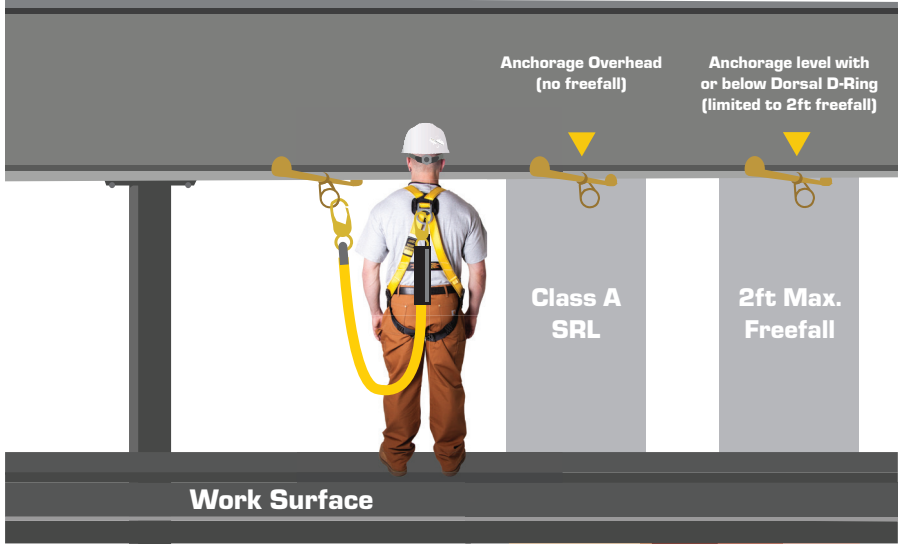 Anchorage Overhead
(no freefall)
Anchorage level with
or below Dorsal D-Ring
(limited to 2ft freefall)
Class A
SRL
2ft Max.
Freefall
Work Surface